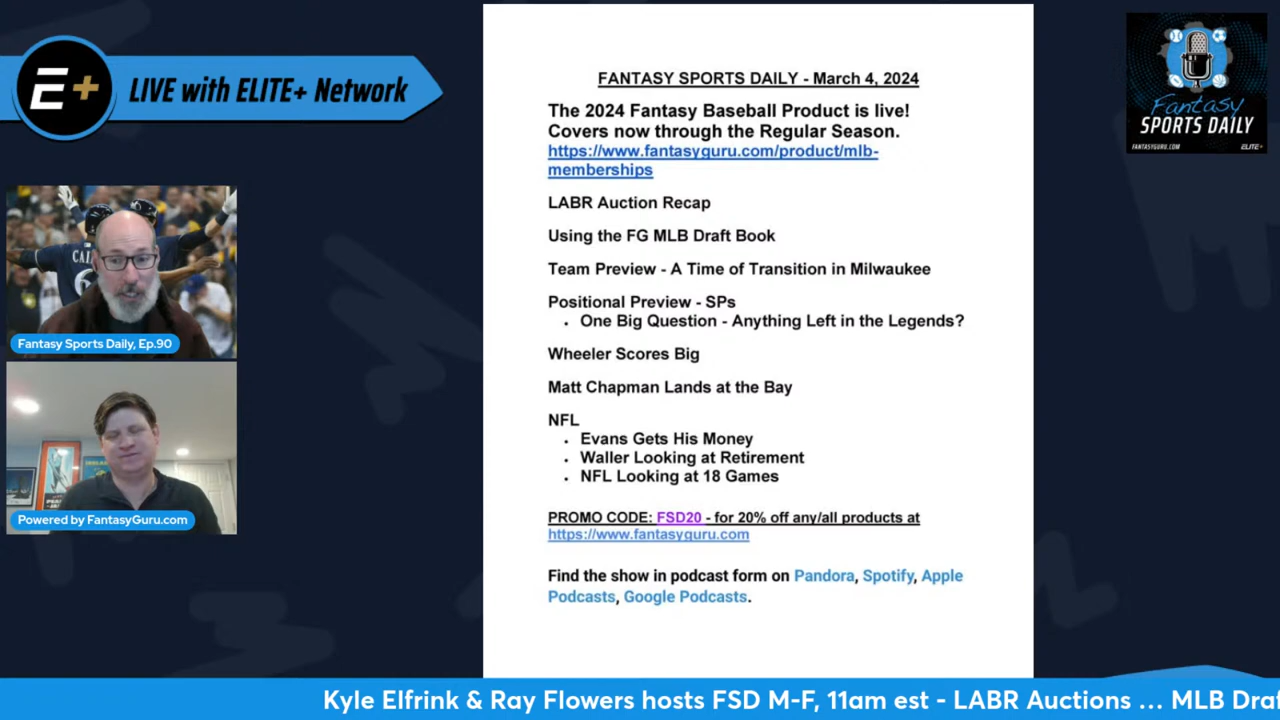 E+ LIVE with ELITE+ Network
CAI
6
Fantasy Sports Daily, Ep.90
Powered by FantasyGuru.com
FANTASY SPORTS DAILY - March 4, 2024
The 2024 Fantasy Baseball Product is live!
Covers now through the Regular Season.
https://www.fantasyguru.com/product/mlb-
memberships
LABR Auction Recap
Using the FG MLB Draft Book
Team Preview - A Time of Transition in Milwaukee
Positional Preview - SPs
• One Big Question - Anything Left in the Legends?
Wheeler Scores Big
Matt Chapman Lands at the Bay
NFL
• Evans Gets His Money
• Waller Looking at Retirement
• NFL Looking at 18 Games
PROMO CODE: FSD20 - for 20% off any/all products at
https://www.fantasyguru.com
Find the show in podcast form on Pandora, Spotify, Apple
Podcasts, Google Podcasts.
Fantasy
SPORTS DAILY
FANTASYGURU.COM ELITE+
Kyle Elfrink & Ray Flowers hosts FSD M-F, 11am est - LABR Auctions ... MLB Dra